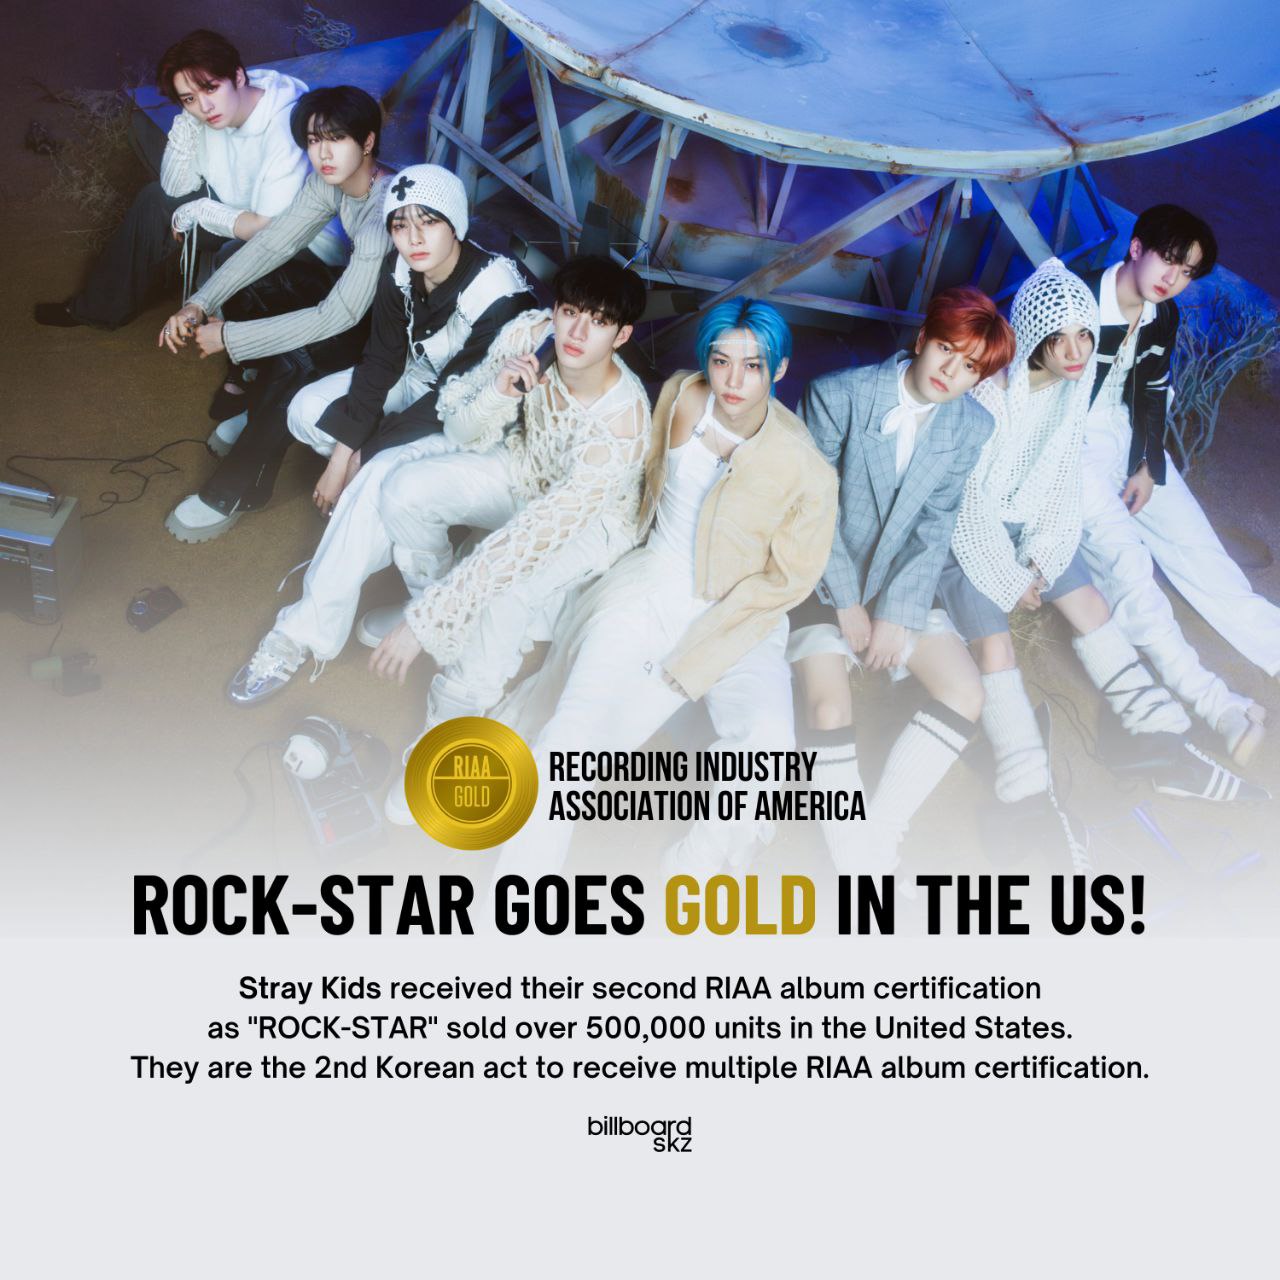 RIAA
GOLD
RECORDING INDUSTRY
ASSOCIATION OF AMERICA
ROCK-STAR GOES GOLD IN THE US!
Stray Kids received their second RIAA album certification
as "ROCK-STAR" sold over 500,000 units in the United States.
They are the 2nd Korean act to receive multiple RIAA album certification.
billboard
skz